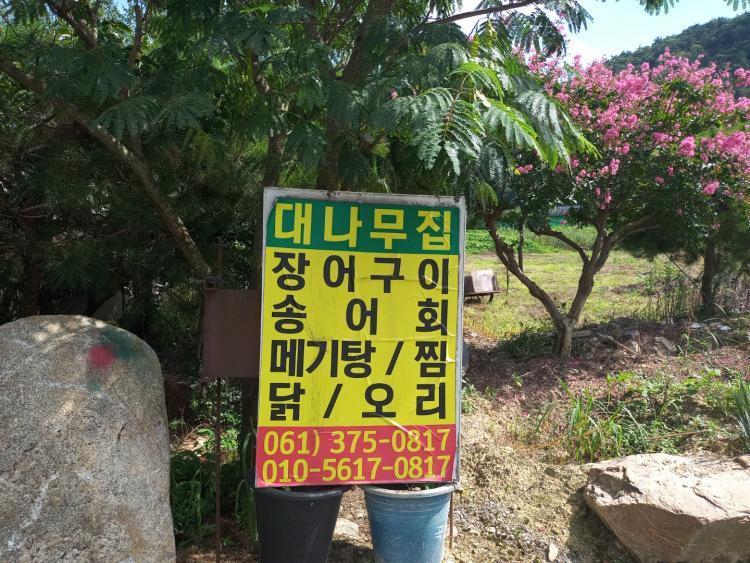 대나무집
장어구이
송어회
메기탕/찜
닭/오리
061) 375-0817
010-5617-0817